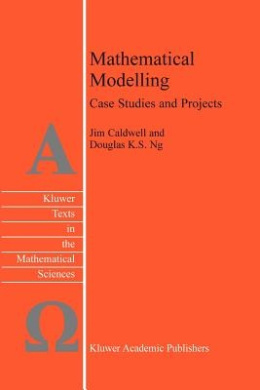 Mathematical
Modelling
Case Studies and Projects
Jim Caldwell and
Douglas K.S. Ng
A
Kluwer
Texts
in
the
Mathematical
Sciences
Ω
Kluwer Academic Publishers